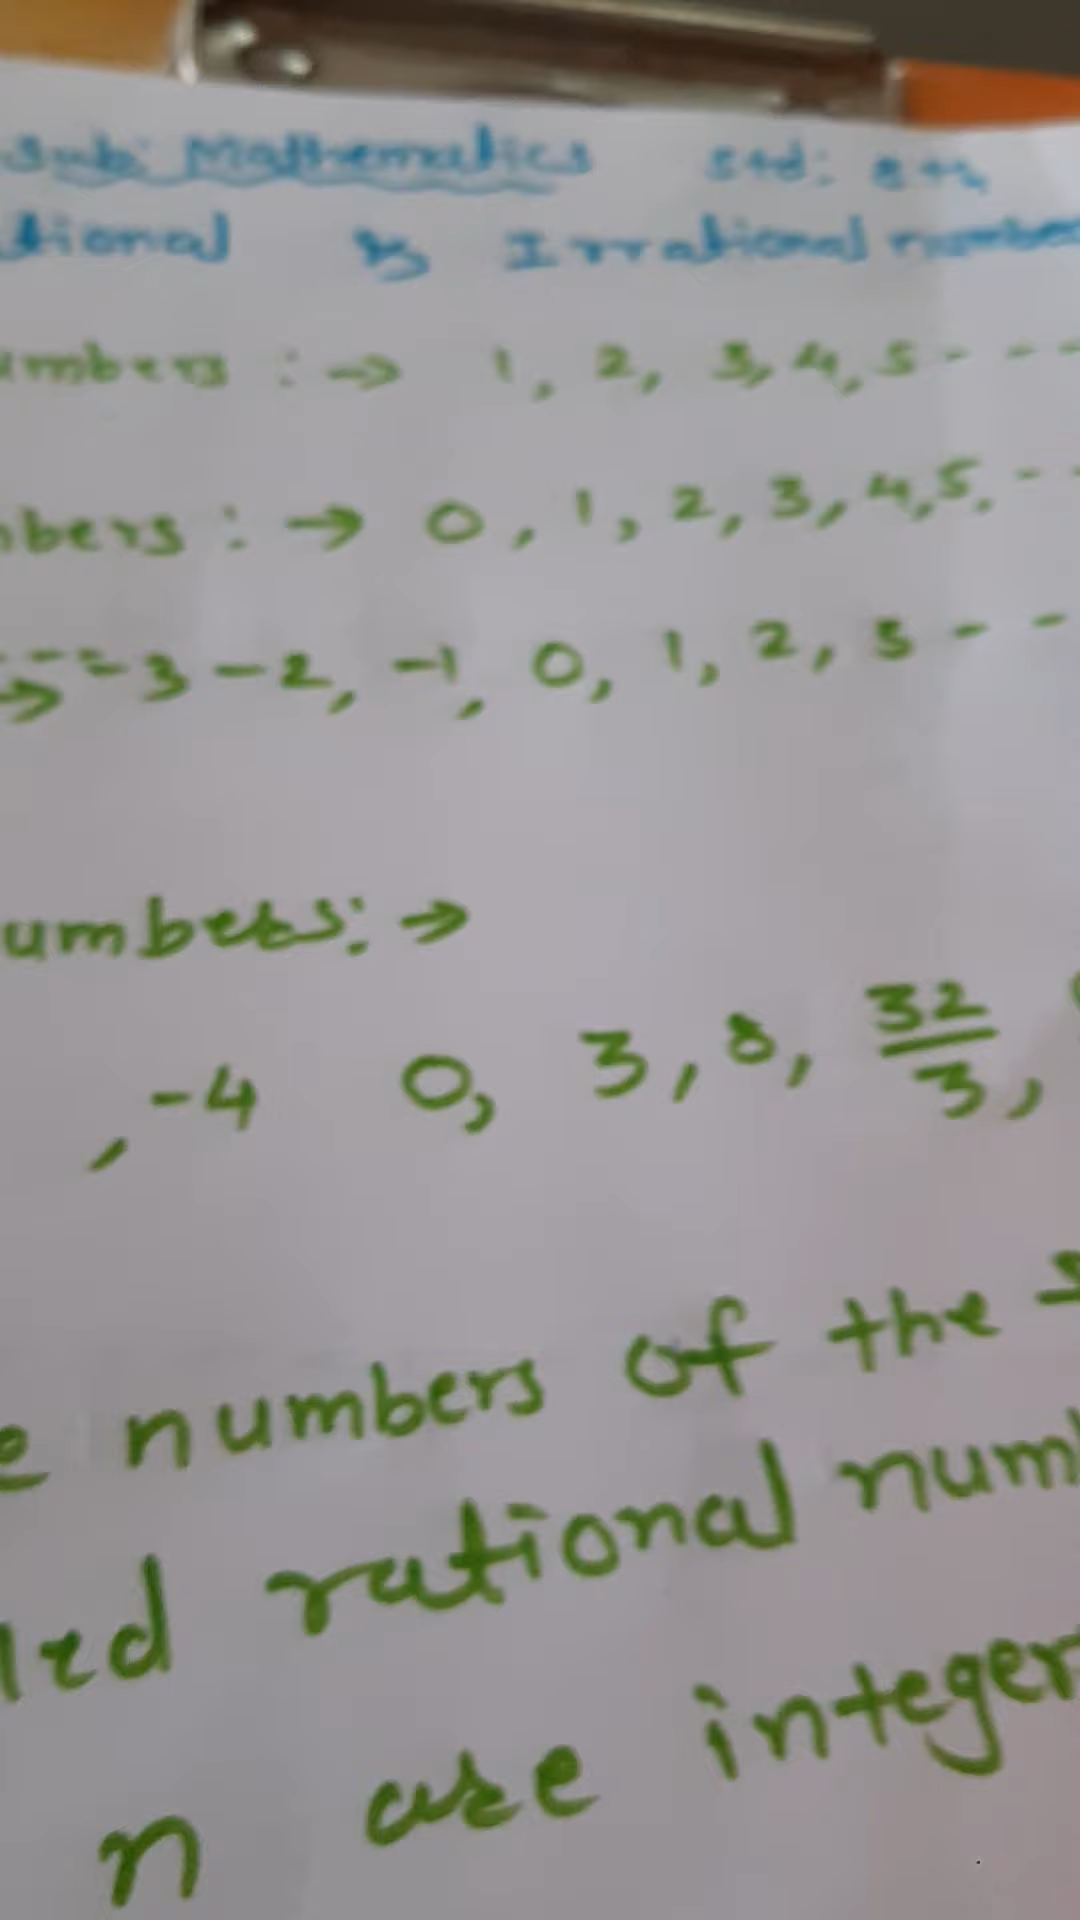 Sub: Mathematics std: 8th
tional & Irrational number
umbers :→ 1, 2, 3, 4, 5 - - -
mbers : → 0, 1, 2, 3, 4, 5, - -
→ - - - -3 -2, -1, 0, 1, 2, 3 - -
umbers: →
, -4 0, 3, 8, 32/3,
e numbers of the
led rational num
n are integer